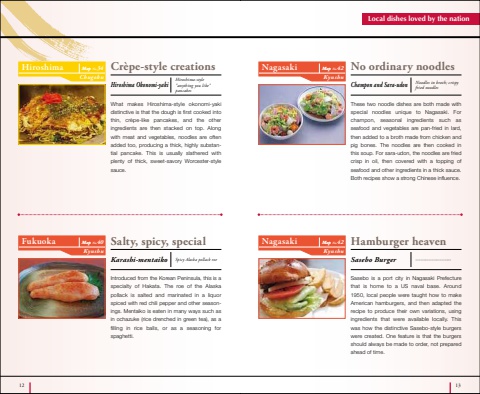 Local dishes loved by the nation
Hiroshima
Chugoku
Crèpe-style creations
Hiroshima Okonomi-yaki
Hiroshima-style
"anything you like"
pancake
What makes Hiroshima-style okonomi-yaki
distinctive is that the dough is first cooked into
thin, crèpe-like pancakes, and the other
ingredients are then stacked on top. Along
with meat and vegetables, noodles are often
added too, producing a thick, highly substan-
tial pancake. This is usually slathered with
plenty of thick, sweet-savory Worcester-style
sauce.
Nagasaki
Map No.62
Kyushu
No ordinary noodles
Champon and Sara-udon
Noodles in broth; crispy
fried noodles
These two noodle dishes are both made with
special noodles unique to Nagasaki. For
champon, seasonal ingredients such as
seafood and vegetables are pan-fried in lard,
then added to a broth made from chicken and
pig bones. The noodles are then cooked in
this soup. For sara-udon, the noodles are fried
crisp in oil, then covered with a topping of
seafood and other ingredients in a thick sauce.
Both recipes show a strong Chinese influence.
Fukuoka
Map No.60
Kyushu
Salty, spicy, special
Karashi-mentaiko
Spicy Alaska pollack roe
Introduced from the Korean Peninsula, this is a
specialty of Hakata. The roe of the Alaska
pollack is salted and marinated in a liquor
spiced with red chili pepper and other season-
ings. Mentaiko is eaten in many ways such as
in ochazuke (rice drenched in green tea), as a
filling in rice balls, or as a seasoning for
spaghetti.
Nagasaki
Map No.62
Kyushu
Hamburger heaven
Sasebo Burger
Sasebo is a port city in Nagasaki Prefecture
that is home to a US naval base. Around
1950, local people were taught how to make
American hamburgers, and then adapted the
recipe to produce their own variations, using
ingredients that were available locally. This
was how the distinctive Sasebo-style burgers
were created. One feature is that the burgers
should always be made to order, not prepared
ahead of time.
12
13